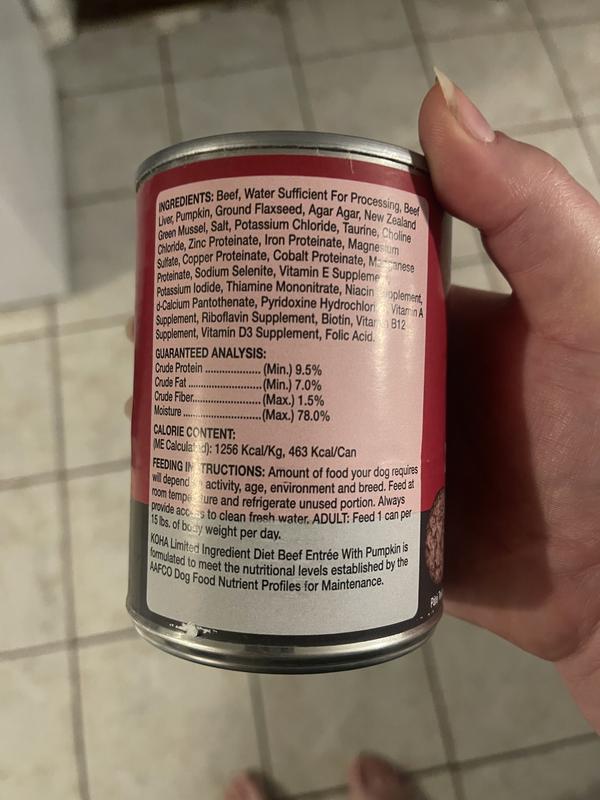 INGREDIENTS: Beef, Water Sufficient For Processing, Beef
Liver, Pumpkin, Ground Flaxseed, Agar Agar, New Zealand
Green Mussel, Salt, Potassium Chloride, Taurine, Choline
Chloride, Zinc Proteinate, Iron Proteinate, Magnesium
Sulfate, Copper Proteinate, Cobalt Proteinate, Manganese
Proteinate, Sodium Selenite, Vitamin E Supplement,
Potassium Iodide, Thiamine Mononitrate, Niacin Supplement,
d-Calcium Pantothenate, Pyridoxine Hydrochloride, Vitamin A
Supplement, Riboflavin Supplement, Biotin, Vitamin B12
Supplement, Vitamin D3 Supplement, Folic Acid.
GUARANTEED ANALYSIS:
Crude Protein .................... (Min.) 9.5%
Crude Fat ......................... (Min.) 7.0%
Crude Fiber....................... (Max.) 1.5%
Moisture ........................... (Max.) 78.0%
CALORIE CONTENT:
(ME Calculated): 1256 Kcal/Kg, 463 Kcal/Can
FEEDING INSTRUCTIONS: Amount of food your dog requires
will depend on activity, age, environment and breed. Feed at
room temperature and refrigerate unused portion. Always
provide access to clean fresh water. ADULT: Feed 1 can per
15 lbs. of body weight per day.
KOHA Limited Ingredient Diet Beef Entrée With Pumpkin is
formulated to meet the nutritional levels established by the
AAFCO Dog Food Nutrient Profiles for Maintenance.